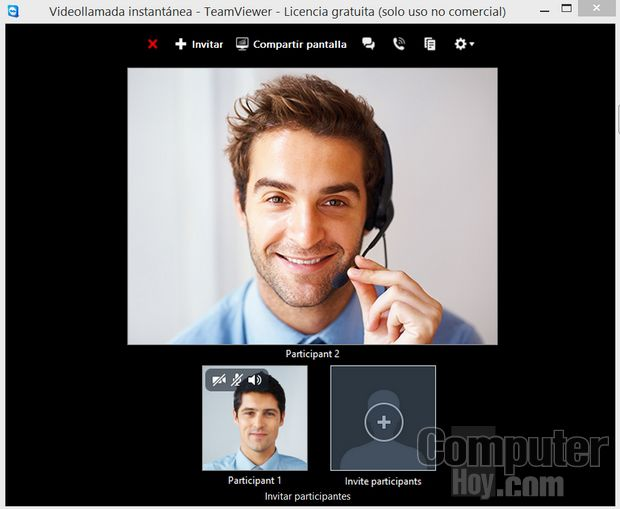 Videollamada instantánea - TeamViewer - Licencia gratuita (solo uso no comercial)
Invitar
Compartir pantalla
Participant 2
Participant 1
Invite participants
Invitar participantes
Computer
Hoy.com